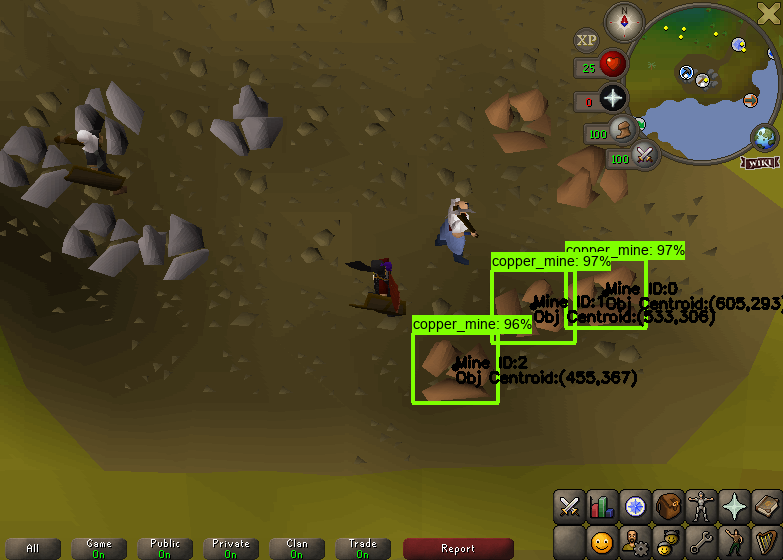 N
XP
25
0
100
100
WIKI
copper_mine: 97%
copper_mine: 97%
Mine ID:0
Mine ID:1
Obj Centroid:(605,293)
Obj Centroid:(533,306)
copper_mine: 96%
Mine ID:2
Obj Centroid:(455,367)
All
Game
On
Public
On
Private
On
Clan
On
Trade
On
Report